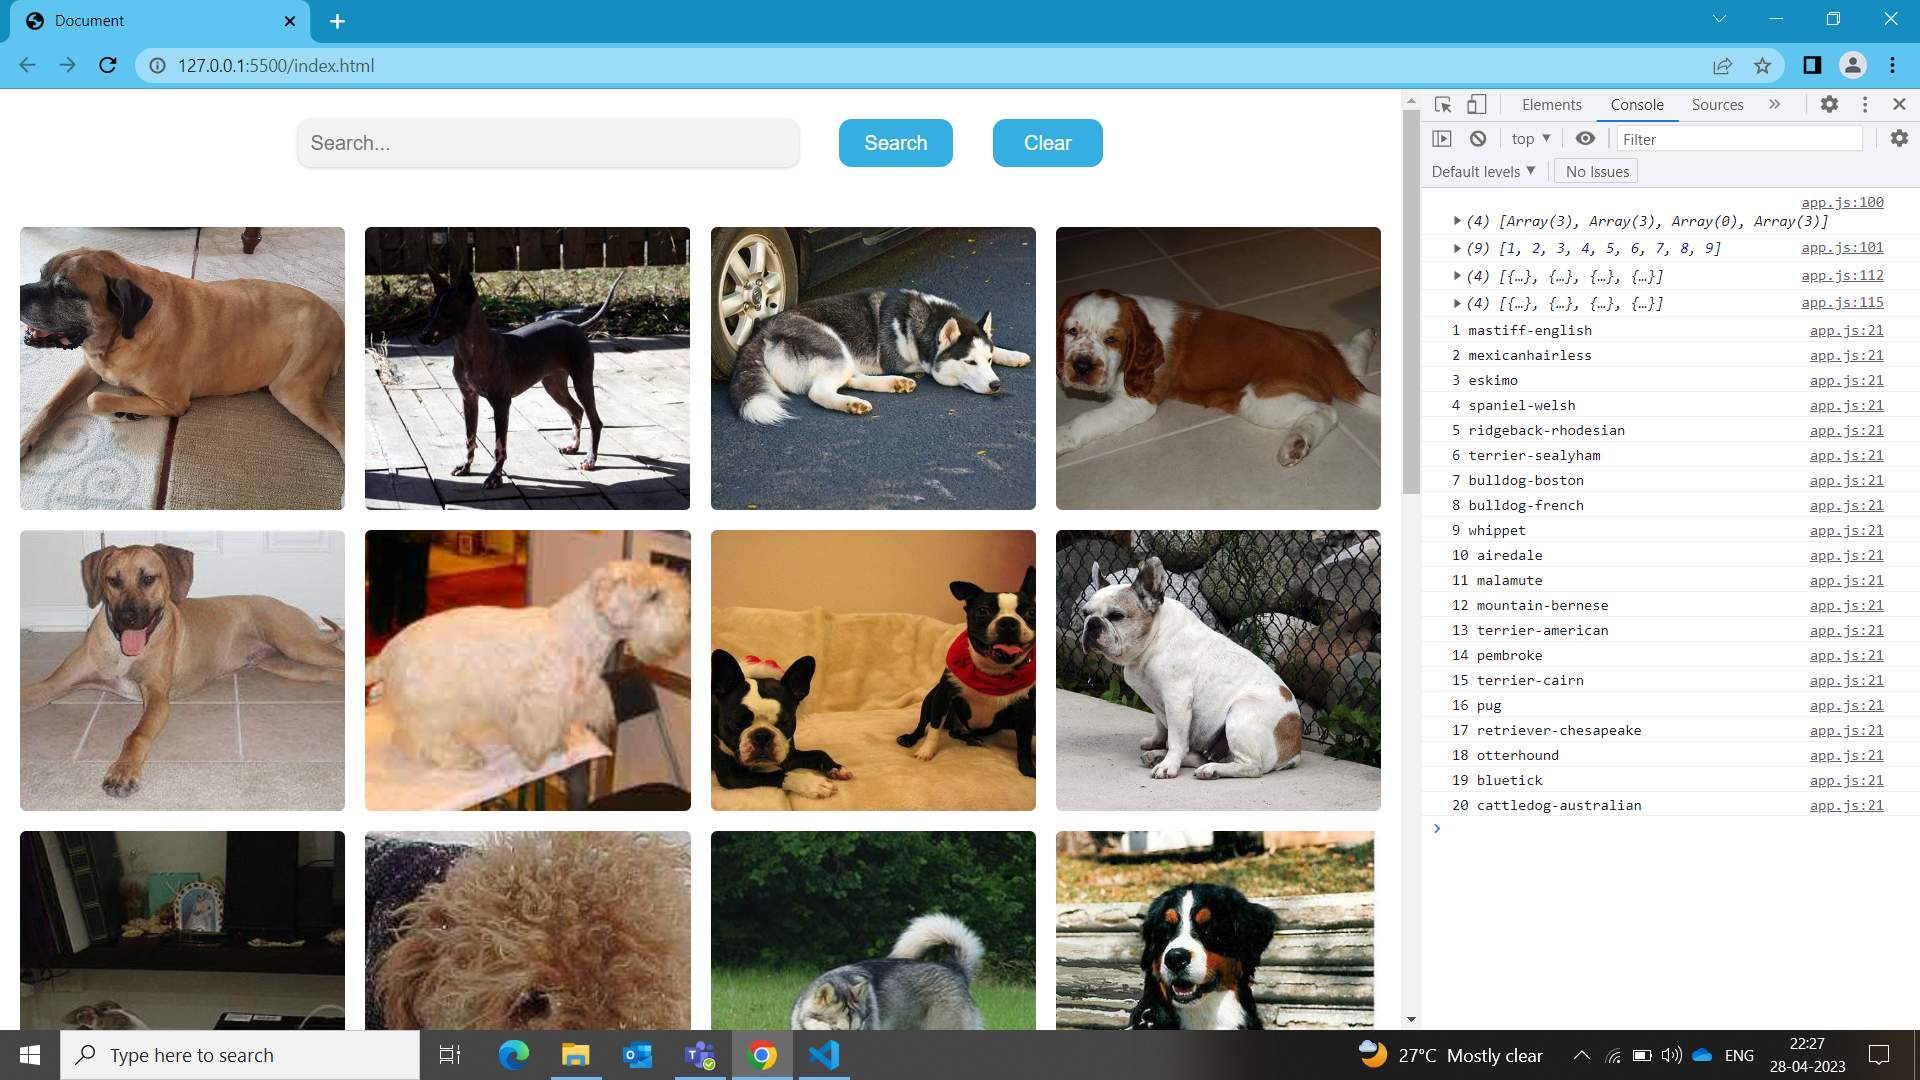 Document
127.0.0.1:5500/index.html
Search...
Search
Clear
Elements
Console
Sources
top
Filter
Default levels
No Issues
app.js:100
(4) [Array(3), Array(3), Array(0), Array(3)]
(9) [1, 2, 3, 4, 5, 6, 7, 8, 9] app.js:101
(4) [{…}, {…}, {…}, {…}] app.js:112
(4) [{…}, {…}, {…}, {…}] app.js:115
1 mastiff-english app.js:21
2 mexicanhairless app.js:21
3 eskimo app.js:21
4 spaniel-welsh app.js:21
5 ridgeback-rhodesian app.js:21
6 terrier-sealyham app.js:21
7 bulldog-boston app.js:21
8 bulldog-french app.js:21
9 whippet app.js:21
10 airedale app.js:21
11 malamute app.js:21
12 mountain-bernese app.js:21
13 terrier-american app.js:21
14 pembroke app.js:21
15 terrier-cairn app.js:21
16 pug app.js:21
17 retriever-chesapeake app.js:21
18 otterhound app.js:21
19 bluetick app.js:21
20 cattledog-australian app.js:21
Type here to search
27°C Mostly clear
ENG
22:27
28-04-2023